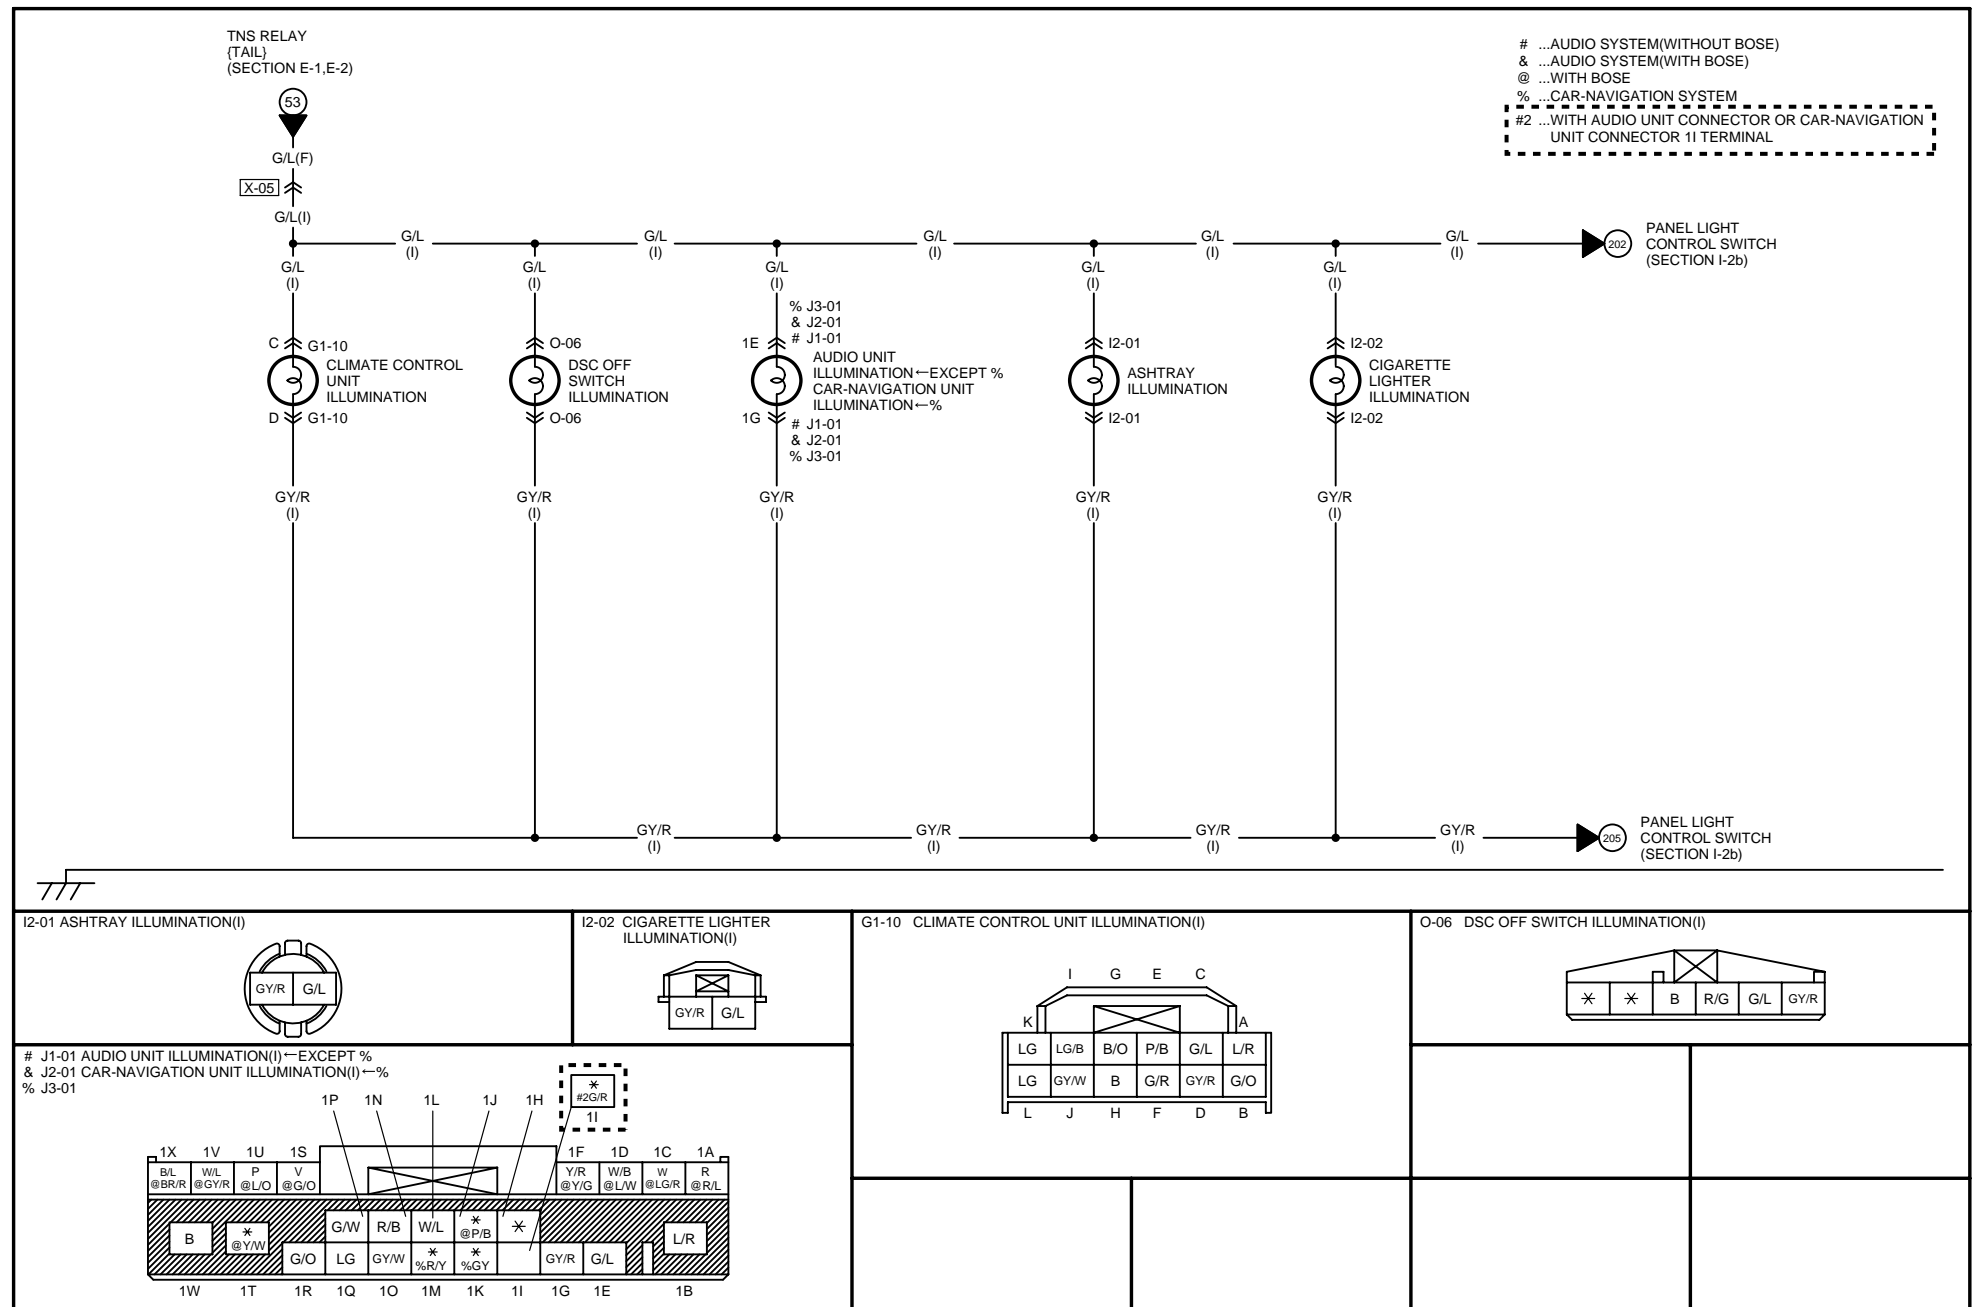 TNS RELAY
{TAIL}
(SECTION E-1,E-2)
53
G/L(F)
X-05
G/L(I)
# ...AUDIO SYSTEM(WITHOUT BOSE)
& ...AUDIO SYSTEM(WITH BOSE)
@ ...WITH BOSE
% ...CAR-NAVIGATION SYSTEM
#2 ...WITH AUDIO UNIT CONNECTOR OR CAR-NAVIGATION
UNIT CONNECTOR 1I TERMINAL
G/L G/L G/L G/L G/L
(I) (I) (I) (I) (I)
202
PANEL LIGHT
CONTROL SWITCH
(SECTION I-2b)
G/L G/L G/L G/L G/L
(I) (I) (I) (I) (I)
C G1-10
CLIMATE CONTROL
UNIT
ILLUMINATION
D G1-10
O-06
DSC OFF
SWITCH
ILLUMINATION
O-06
% J3-01
& J2-01
1E # J1-01
AUDIO UNIT
ILLUMINATION←EXCEPT %
CAR-NAVIGATION UNIT
ILLUMINATION←%
1G # J1-01
& J2-01
% J3-01
I2-01
ASHTRAY
ILLUMINATION
I2-01
I2-02
CIGARETTE
LIGHTER
ILLUMINATION
I2-02
GY/R GY/R GY/R GY/R GY/R
(I) (I) (I) (I) (I)
GY/R GY/R GY/R GY/R
(I) (I) (I) (I)
205
PANEL LIGHT
CONTROL SWITCH
(SECTION I-2b)
I2-01 ASHTRAY ILLUMINATION(I)
GY/R G/L
I2-02 CIGARETTE LIGHTER
ILLUMINATION(I)
GY/R G/L
G1-10 CLIMATE CONTROL UNIT ILLUMINATION(I)
I G E C
K A
LG LG/B B/O P/B G/L L/R
LG GY/W B G/R GY/R G/O
L J H F D B
O-06 DSC OFF SWITCH ILLUMINATION(I)
* * B R/G G/L GY/R
# J1-01 AUDIO UNIT ILLUMINATION(I)←EXCEPT %
& J2-01 CAR-NAVIGATION UNIT ILLUMINATION(I)←%
% J3-01
*
#2G/R
1I
1P 1N 1L 1J 1H
1X 1V 1U 1S 1F 1D 1C 1A
B/L W/L P V Y/R W/B W R
@BR/R @GY/R @L/O @G/O @Y/G @L/W @LG/R @R/L
B * @Y/W G/W R/B W/L * @P/B * L/R
G/O LG GY/W * %R/Y * %GY GY/R G/L
1W 1T 1R 1Q 1O 1M 1K 1I 1G 1E 1B